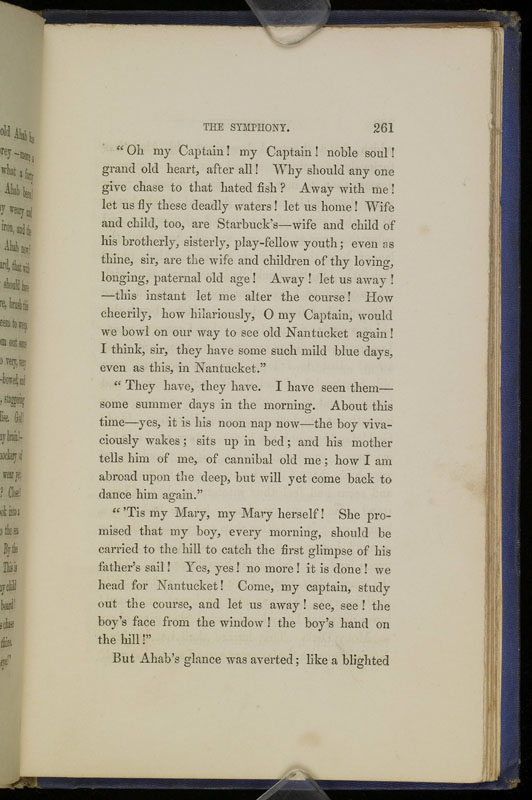 THE SYMPHONY. 261
“Oh my Captain! my Captain! noble soul!
grand old heart, after all! Why should any one
give chase to that hated fish? Away with me!
let us fly these deadly waters! let us home! Wife
and child, too, are Starbuck's—wife and child of
his brotherly, sisterly, play-fellow youth; even as
thine, sir, are the wife and children of thy loving,
longing, paternal old age! Away! let us away!
—this instant let me alter the course! How
cheerily, how hilariously, O my Captain, would
we bowl on our way to see old Nantucket again!
I think, sir, they have some such mild blue days,
even as this, in Nantucket.”
“They have, they have. I have seen them—
some summer days in the morning. About this
time—yes, it is his noon nap now—the boy viva-
ciously wakes; sits up in bed; and his mother
tells him of me, of cannibal old me; how I am
abroad upon the deep, but will yet come back to
dance him again.”
“'Tis my Mary, my Mary herself! She pro-
mised that my boy, every morning, should be
carried to the hill to catch the first glimpse of his
father's sail! Yes, yes! no more! it is done! we
head for Nantucket! Come, my captain, study
out the course, and let us away! see, see! the
boy's face from the window! the boy's hand on
the hill!”
But Ahab's glance was averted; like a blighted